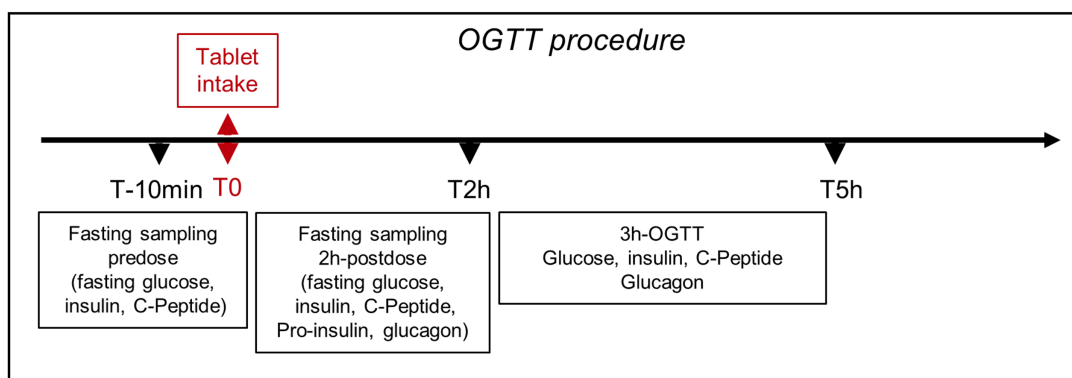 OGTT procedure
Tablet
intake
T-10min
T0
T2h
T5h
Fasting sampling
predose
(fasting glucose,
insulin, C-Peptide)
Fasting sampling
2h-postdose
(fasting glucose,
insulin, C-Peptide,
Pro-insulin, glucagon)
3h-OGTT
Glucose, insulin, C-Peptide
Glucagon